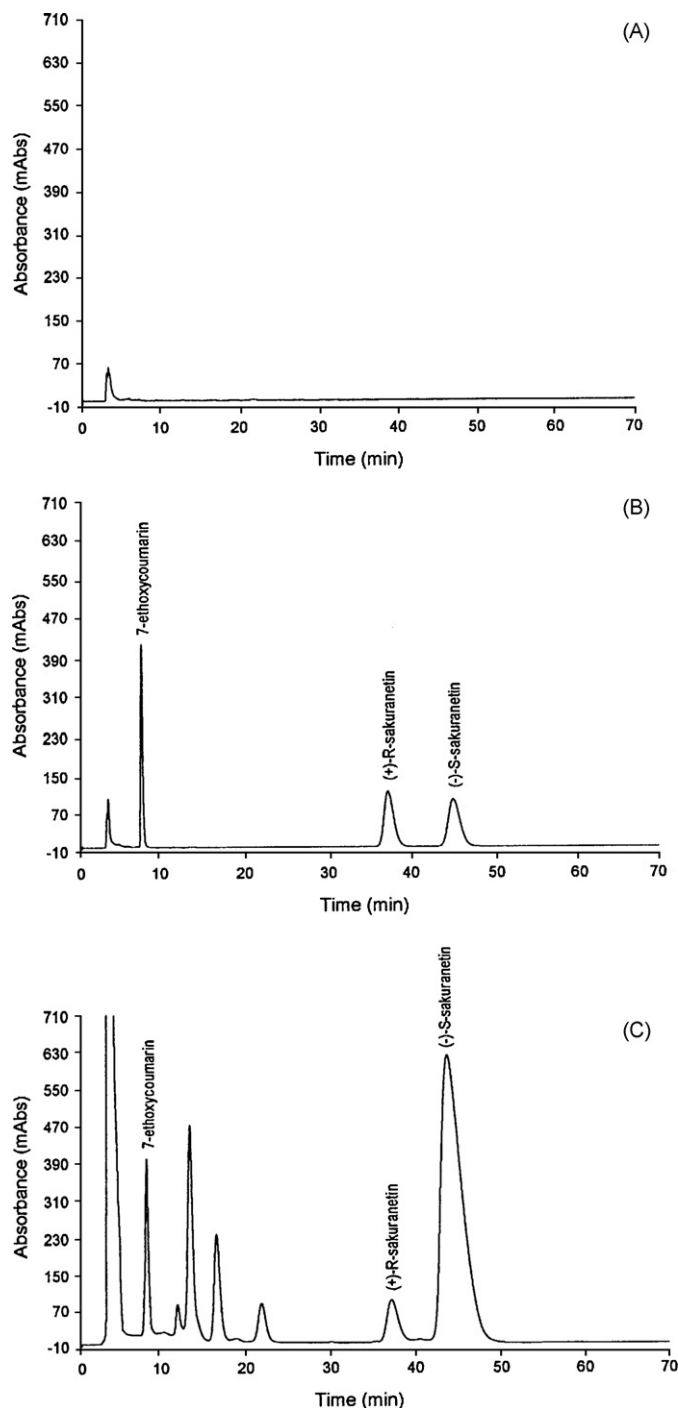 (A)
Absorbance (mAbs)
710
630
550
470
390
310
230
150
70
-10
0 10 20 30 40 50 60 70
Time (min)
(B)
Absorbance (mAbs)
710
630
550
470
390
310
230
150
70
-10
7-ethoxycoumarin
(+)-R-sakuranetin
(-)-S-sakuranetin
0 10 20 30 40 50 60 70
Time (min)
(C)
Absorbance (mAbs)
710
630
550
470
390
310
230
150
70
-10
7-ethoxycoumarin
(+)-R-sakuranetin
(-)-S-sakuranetin
0 10 20 30 40 50 60 70
Time (min)